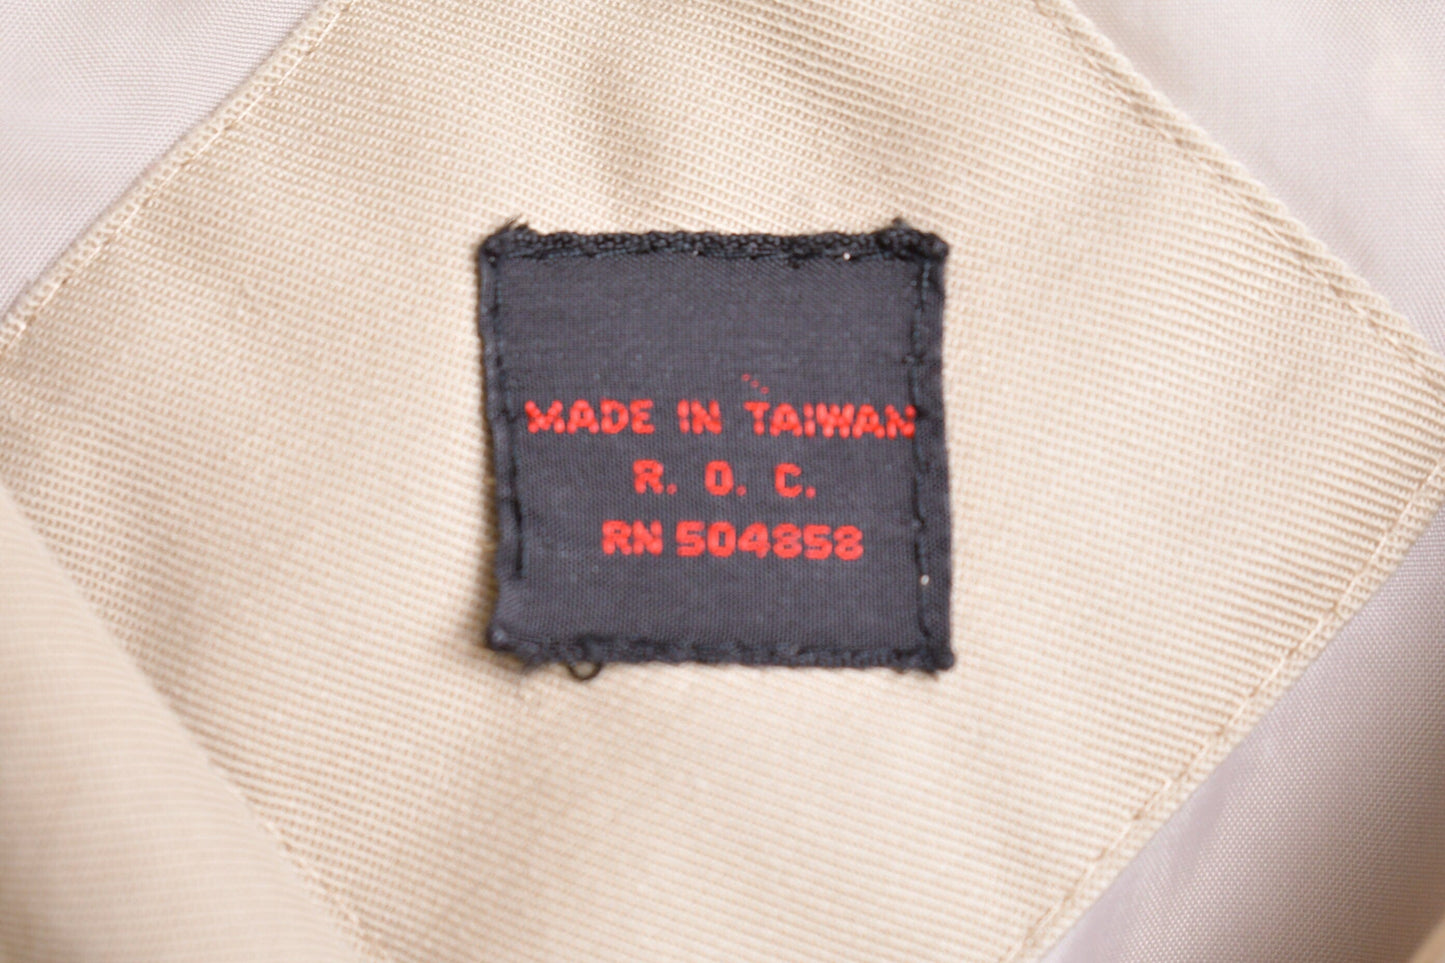 MADE IN TAIWAN
R. O. C.
RN 504858